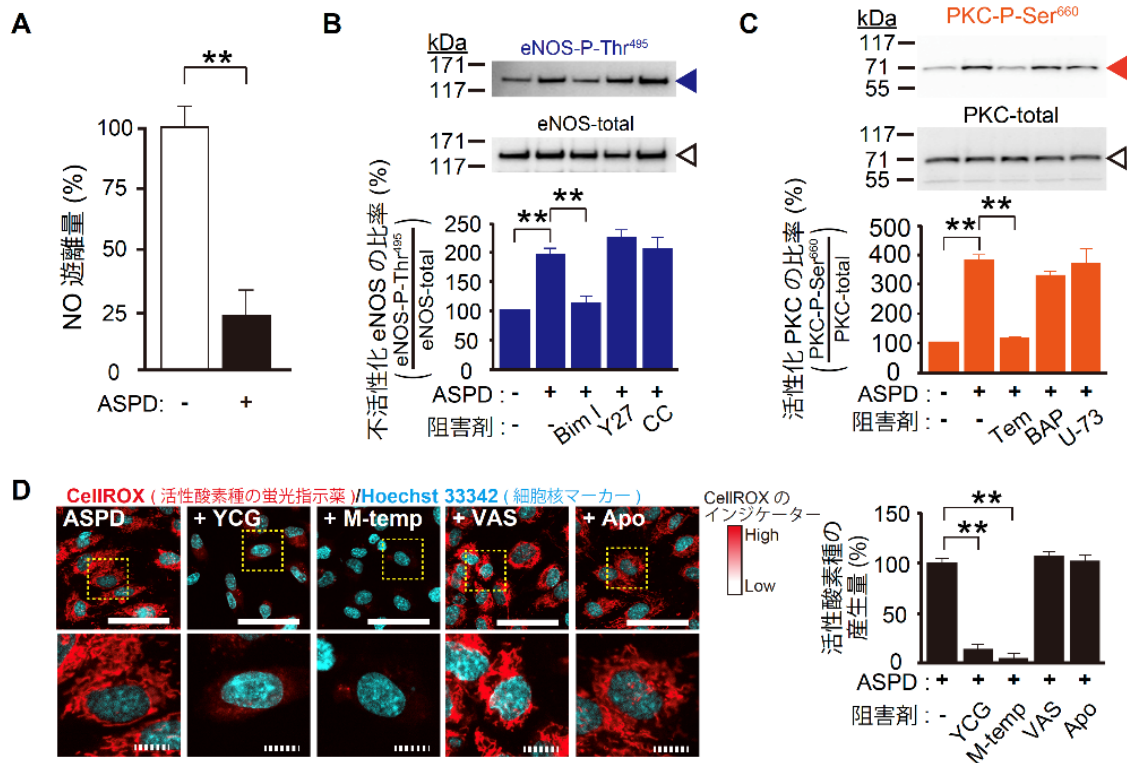 A
**
NO 遊離量 (%)
100
75
50
25
0
ASPD: - +
B
kDa
eNOS-P-Thr495
171
117
eNOS-total
171
117
不活性化 eNOS の比率 (%)
(eNOS-P-Thr495
eNOS-total)
** **
250
200
150
100
50
0
ASPD : - + + + +
阻害剤 : - - Bim I Y27 CC
C
kDa
PKC-P-Ser660
117
71
55
PKC-total
117
71
55
活性化 PKC の比率 (%)
(PKC-P-Ser660
PKC-total)
** **
500
400
300
200
100
0
ASPD : - + + + +
阻害剤 : - - Tem BAP U-73
D
CellROX ( 活性酸素種の蛍光指示薬 )/Hoechst 33342 ( 細胞核マーカー )
ASPD + YCG + M-temp + VAS + Apo
CellROX の
インジケーター
High
Low
活性酸素種の
産生量 (%)
**
**
150
100
50
0
ASPD : + + + + +
阻害剤 : - YCG M-temp VAS Apo